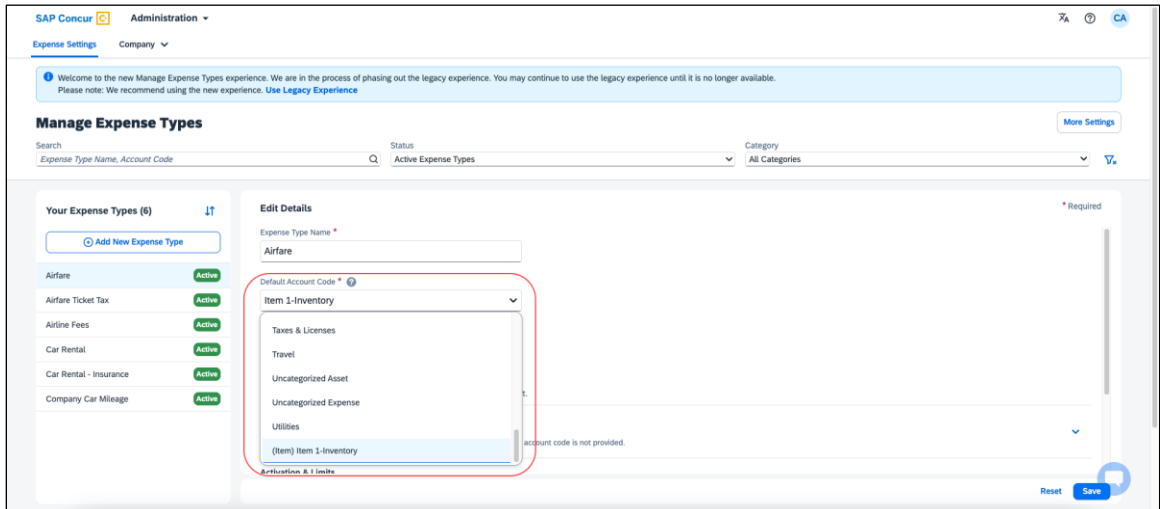 SAP Concur C Administration
CA
Expense Settings Company
Welcome to the new Manage Expense Types experience. We are in the process of phasing out the legacy experience. You may continue to use the legacy experience until it is no longer available.
Please note: We recommend using the new experience. Use Legacy Experience
Manage Expense Types
More Settings
Search Status Category
Expense Type Name, Account Code Active Expense Types All Categories
Your Expense Types (6)
Add New Expense Type
Airfare Active
Airfare Ticket Tax Active
Airline Fees Active
Car Rental Active
Car Rental - Insurance Active
Company Car Mileage Active
Edit Details
* Required
Expense Type Name *
Airfare
Default Account Code *
Item 1-Inventory
Taxes & Licenses
Travel
Uncategorized Asset
Uncategorized Expense
t.
Utilities
(Item) Item 1-Inventory
account code is not provided.
Activation & Limits
Reset Save